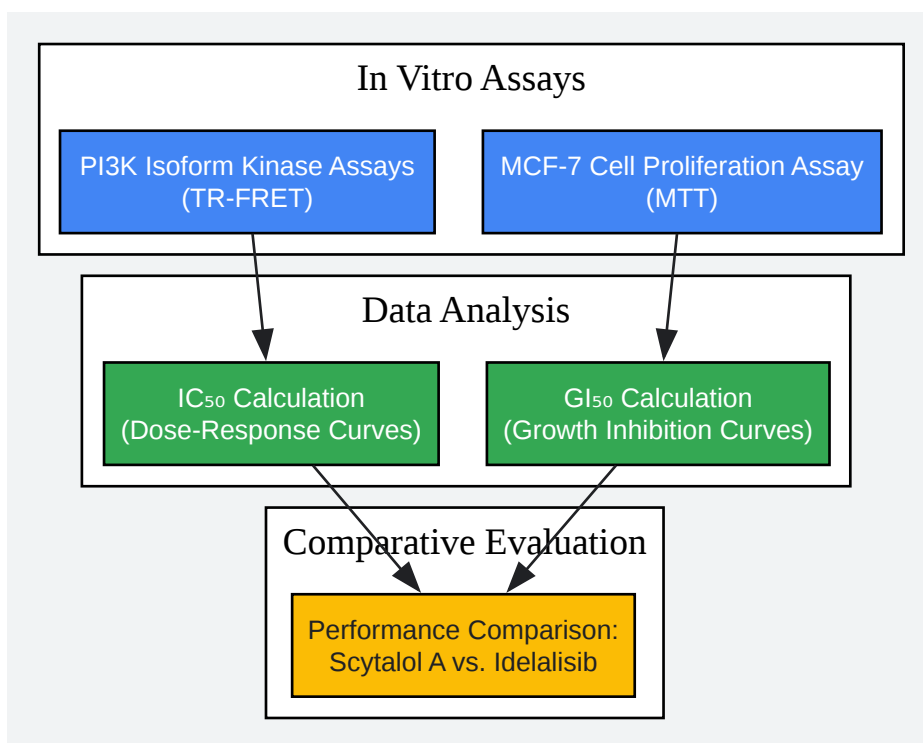 In Vitro Assays
PI3K Isoform Kinase Assays
(TR-FRET)
MCF-7 Cell Proliferation Assay
(MTT)
Data Analysis
IC₅₀ Calculation
(Dose-Response Curves)
GI₅₀ Calculation
(Growth Inhibition Curves)
Comparative Evaluation
Performance Comparison:
Scytalol A vs. Idelalisib